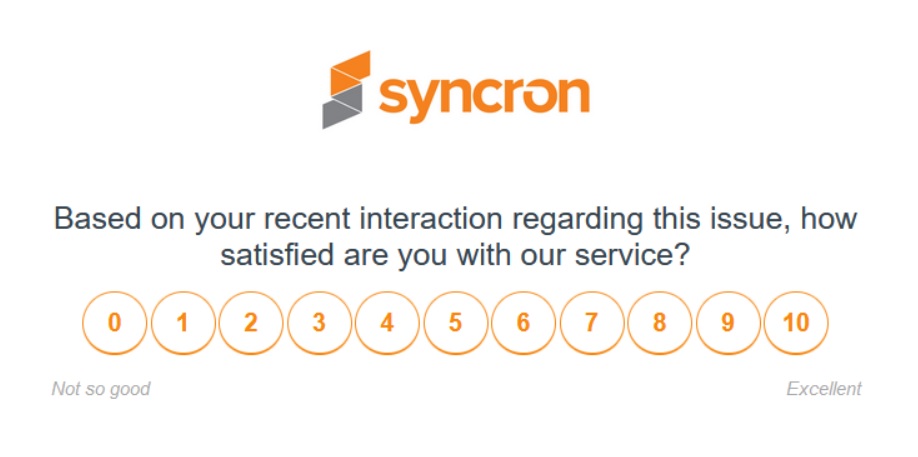 syncron
Based on your recent interaction regarding this issue, how
satisfied are you with our service?
0 1 2 3 4 5 6 7 8 9 10
Not so good Excellent